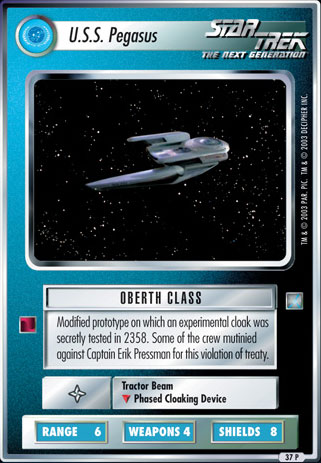 U.S.S. Pegasus
STAR TREK
THE NEXT GENERATION
TM & © 2003 PAR. PIC. TM & © 2003 DECIPHER INC.
OBERTH CLASS
Modified prototype on which an experimental cloak was
secretly tested in 2358. Some of the crew mutinied
against Captain Erik Pressman for this violation of treaty.
Tractor Beam
Phased Cloaking Device
RANGE 6 WEAPONS 4 SHIELDS 8
37 P